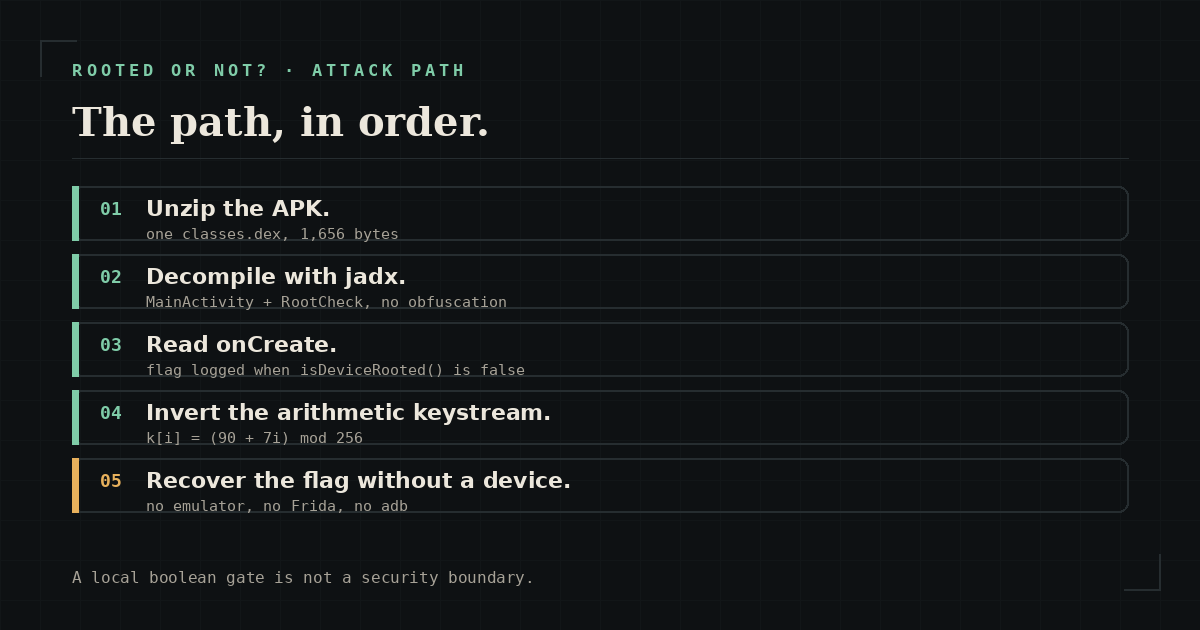 ROOTED OR NOT? · ATTACK PATH
The path, in order.
01 Unzip the APK.
one classes.dex, 1,656 bytes
02 Decompile with jadx.
MainActivity + RootCheck, no obfuscation
03 Read onCreate.
flag logged when isDeviceRooted() is false
04 Invert the arithmetic keystream.
k[i] = (90 + 7i) mod 256
05 Recover the flag without a device.
no emulator, no Frida, no adb
A local boolean gate is not a security boundary.